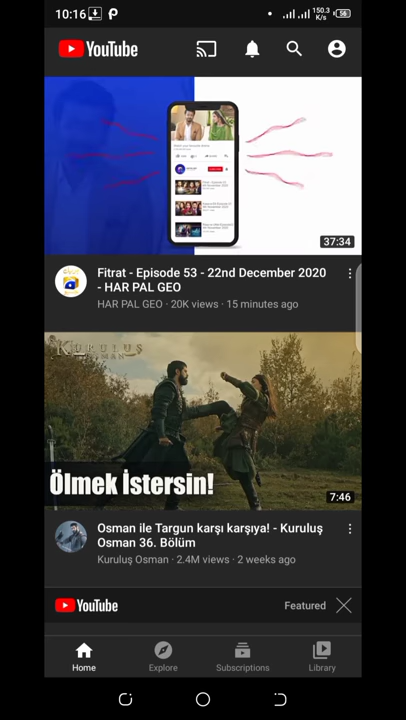 10:16
150.3
K/s
56
YouTube
37:34
Fitrat - Episode 53 - 22nd December 2020
- HAR PAL GEO
HAR PAL GEO · 20K views · 15 minutes ago
KURULUŞ
OSMAN
Ölmek İstersin!
7:46
Osman ile Targun karşı karşıya! - Kuruluş
Osman 36. Bölüm
Kuruluş Osman · 2.4M views · 2 weeks ago
YouTube
Featured
Home
Explore
Subscriptions
Library